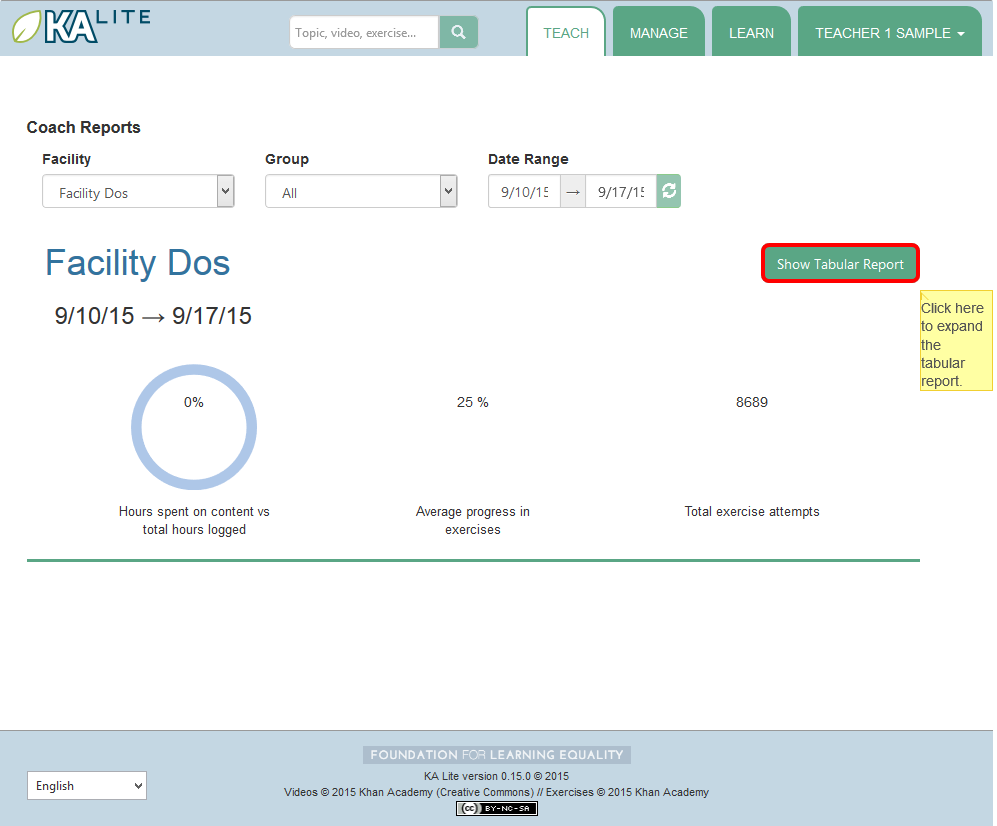 KA LITE
Topic, video, exercise...
TEACH
MANAGE
LEARN
TEACHER 1 SAMPLE
Coach Reports
Facility
Group
Date Range
Facility Dos
All
9/10/15 → 9/17/15
Facility Dos
Show Tabular Report
9/10/15 → 9/17/15
Click here
to expand
the
tabular
report.
0%
25 %
8689
Hours spent on content vs
total hours logged
Average progress in
exercises
Total exercise attempts
FOUNDATION FOR LEARNING EQUALITY
English
KA Lite version 0.15.0 © 2015
Videos © 2015 Khan Academy (Creative Commons) // Exercises © 2015 Khan Academy
(cc) BY-NC-SA